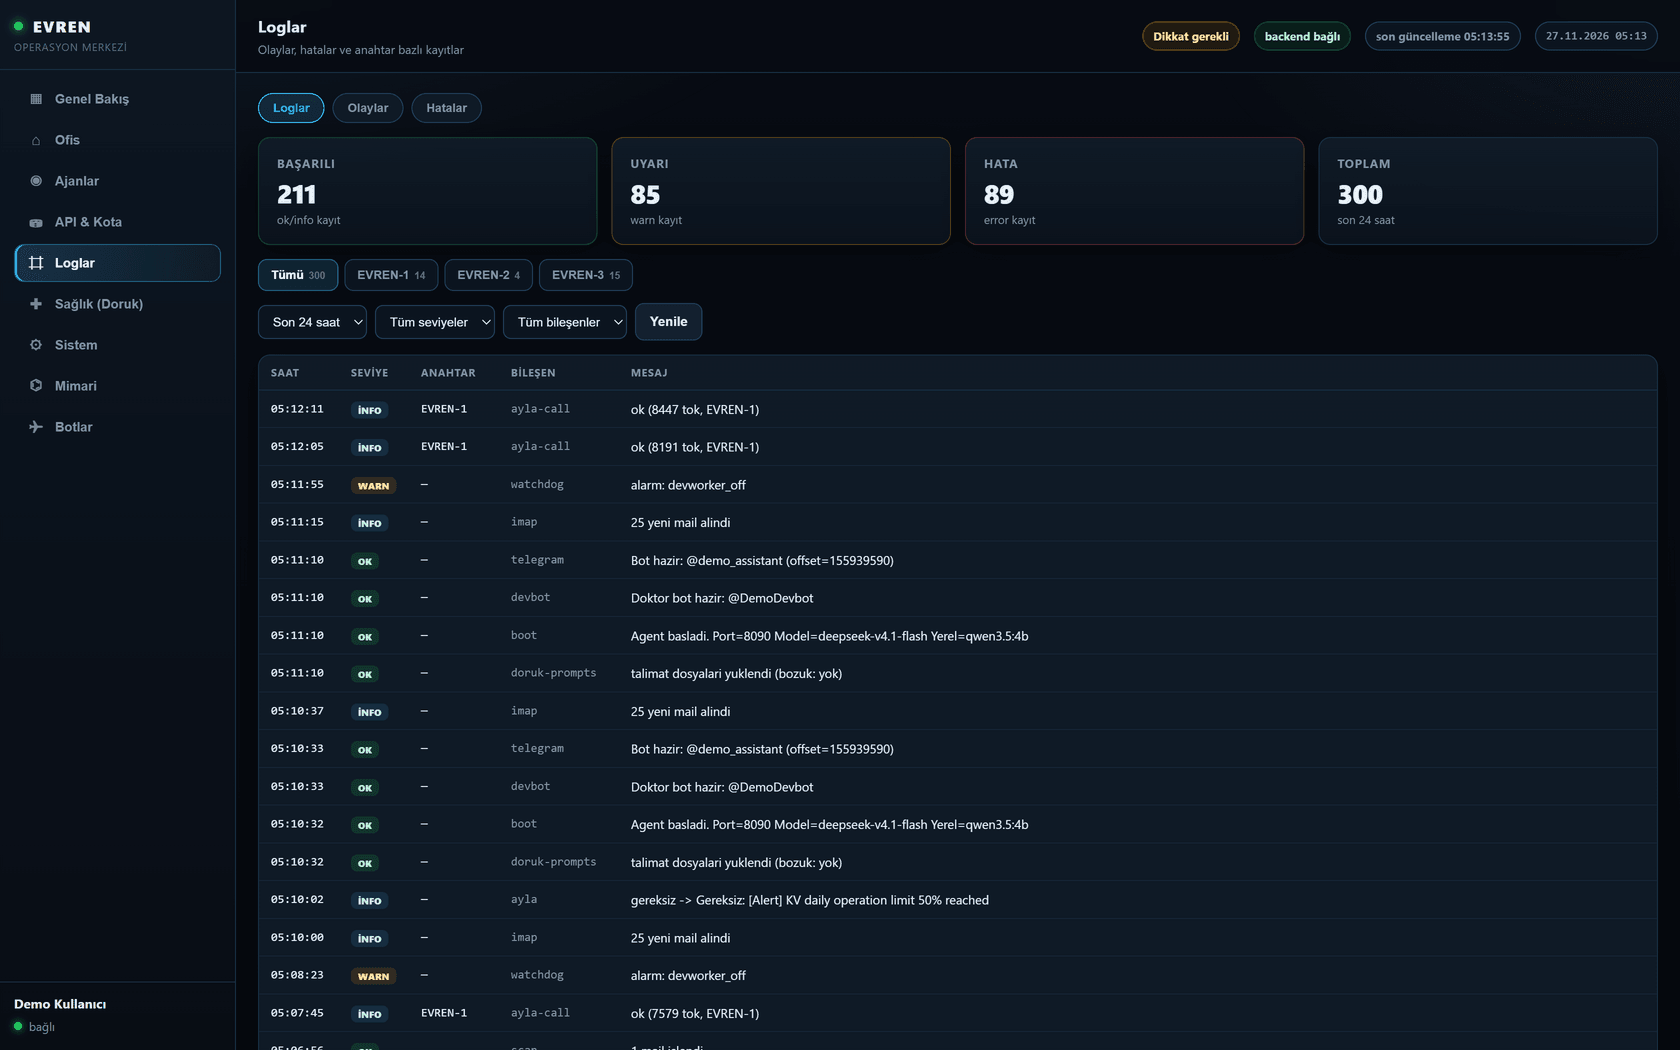 EVREN
OPERASYON MERKEZİ
Genel Bakış
Ofis
Ajanlar
API & Kota
Loglar
Sağlık (Doruk)
Sistem
Mimari
Botlar
Demo Kullanıcı
bağlı
Loglar
Olaylar, hatalar ve anahtar bazlı kayıtlar
Dikkat gerekli
backend bağlı
son güncelleme 05:13:55
27.11.2026 05:13
Loglar Olaylar Hatalar
BAŞARILI
211
ok/info kayıt
UYARI
85
warn kayıt
HATA
89
error kayıt
TOPLAM
300
son 24 saat
Tümü 300 EVREN-1 14 EVREN-2 4 EVREN-3 15
Son 24 saat Tüm seviyeler Tüm bileşenler Yenile
SAAT SEVİYE ANAHTAR BİLEŞEN MESAJ
05:12:11 İNFO EVREN-1 ayla-call ok (8447 tok, EVREN-1)
05:12:05 İNFO EVREN-1 ayla-call ok (8191 tok, EVREN-1)
05:11:55 WARN — watchdog alarm: devworker_off
05:11:15 İNFO — imap 25 yeni mail alindi
05:11:10 OK — telegram Bot hazir: @demo_assistant (offset=155939590)
05:11:10 OK — devbot Doktor bot hazir: @DemoDevbot
05:11:10 OK — boot Agent basladi. Port=8090 Model=deepseek-v4.1-flash Yerel=qwen3.5:4b
05:11:10 OK — doruk-prompts talimat dosyalari yuklendi (bozuk: yok)
05:10:37 İNFO — imap 25 yeni mail alindi
05:10:33 OK — telegram Bot hazir: @demo_assistant (offset=155939590)
05:10:33 OK — devbot Doktor bot hazir: @DemoDevbot
05:10:32 OK — boot Agent basladi. Port=8090 Model=deepseek-v4.1-flash Yerel=qwen3.5:4b
05:10:32 OK — doruk-prompts talimat dosyalari yuklendi (bozuk: yok)
05:10:02 İNFO — ayla gereksiz -> Gereksiz: [Alert] KV daily operation limit 50% reached
05:10:00 İNFO — imap 25 yeni mail alindi
05:08:23 WARN — watchdog alarm: devworker_off
05:07:45 İNFO EVREN-1 ayla-call ok (7579 tok, EVREN-1)